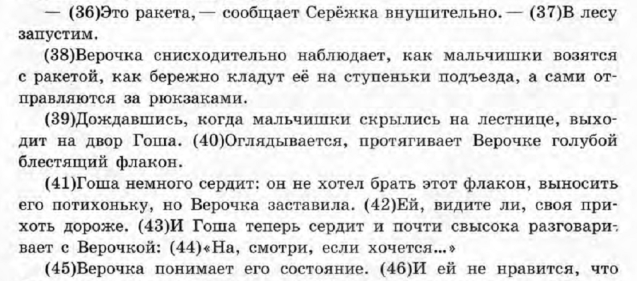 — (36)Это ракета,— сообщает Серёжка внушительно.— (37)В лесу
запустим.
(38)Верочка снисходительно наблюдает, как мальчишки возятся
с ракетой, как бережно кладут её на ступеньки подъезда, а сами от-
правляются за рюкзаками.
(39)Дождавшись, когда мальчишки скрылись на лестнице, выхо-
дит на двор Гоша. (40)Оглядывается, протягивает Верочке голубой
блестящий флакон.
(41)Гоша немного сердит: он не хотел брать этот флакон, выносить
его потихоньку, но Верочка заставила. (42)Ей, видите ли, своя при-
хоть дороже. (43)И Гоша теперь сердит и почти свысока разговари-
вает с Верочкой: (44)«На, смотри, если хочется...»
(45)Верочка понимает его состояние. (46)И ей не нравится, что